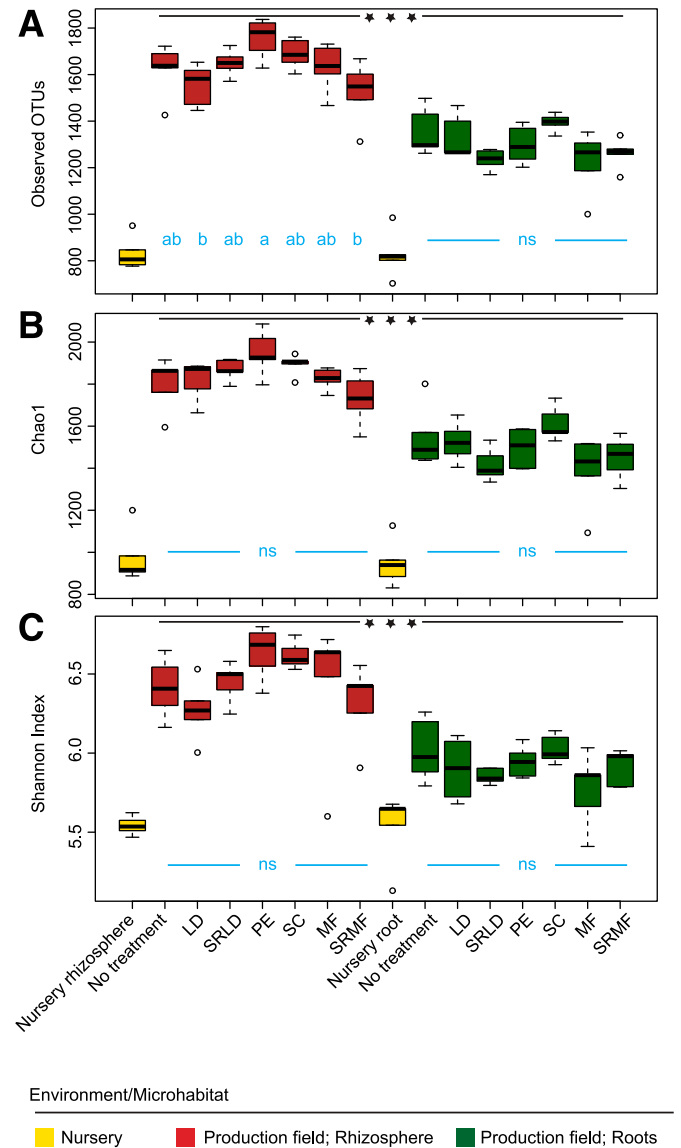 A
★ ★ ★
Observed OTUs
1800
1600
1400
1200
1000
800
ab b ab a ab ab b
ns
B
★ ★ ★
Chao1
2000
1600
1200
800
ns
ns
C
★ ★ ★
Shannon Index
6.5
6.0
5.5
ns
ns
Nursery rhizosphere
No treatment
LD
SRLD
PE
SC
MF
SRMF
Nursery root
No treatment
LD
SRLD
PE
SC
MF
SRMF
Environment/Microhabitat
Nursery
Production field; Rhizosphere
Production field; Roots